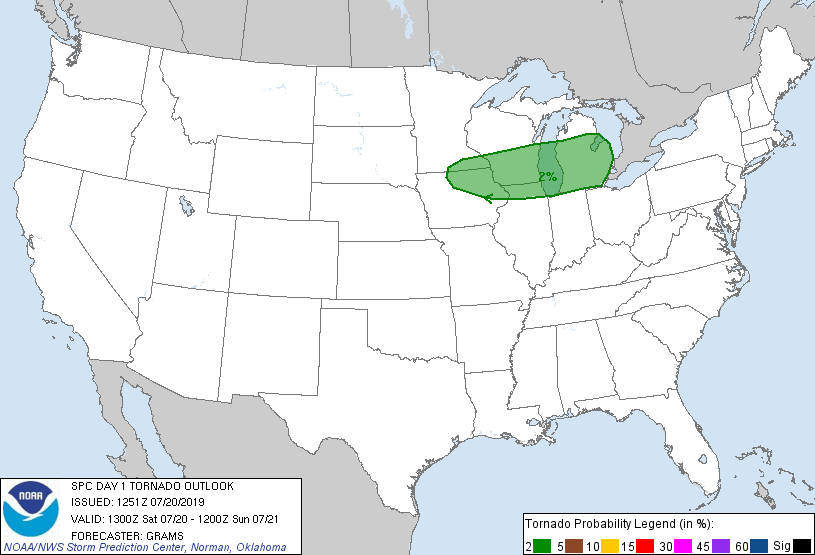 2%
NOAA
SPC DAY 1 TORNADO OUTLOOK
ISSUED: 1251Z 07/20/2019
VALID: 1300Z Sat 07/20 - 1200Z Sun 07/21
FORECASTER: GRAMS
NOAA/NWS Storm Prediction Center, Norman, Oklahoma
Tornado Probability Legend (in %):
2 5 10 15 30 45 60 Sig